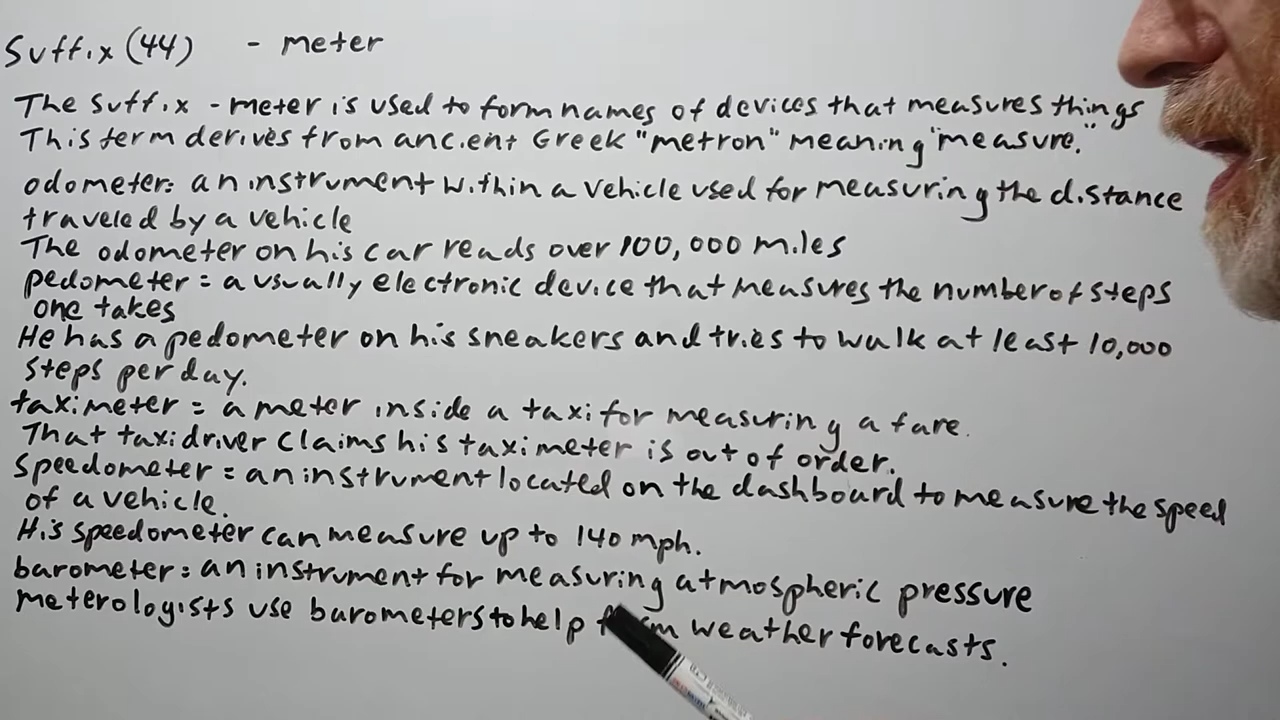 Suffix (44) - meter
The suffix -meter is used to form names of devices that measures things
This term derives from ancient Greek "metron" meaning "measure."
odometer: an instrument within a vehicle used for measuring the distance
traveled by a vehicle
The odometer on his car reads over 100,000 miles
pedometer = a usually electronic device that measures the number of steps
one takes
He has a pedometer on his sneakers and tries to walk at least 10,000
steps per day.
taximeter = a meter inside a taxi for measuring a fare.
That taxi driver claims his taximeter is out of order.
speedometer = an instrument located on the dashboard to measure the speed
of a vehicle.
His speedometer can measure up to 140 mph.
barometer = an instrument for measuring atmospheric pressure
meterologists use barometers to help weather forecasts.